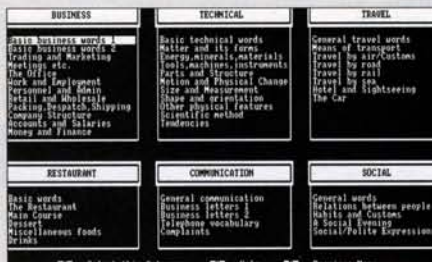 BUSINESS
Basic business words 1
Basic business words 2
Trading and Marketing
Meetings etc.
The Office
Work and Employment
Personnel and Admin
Retail and Wholesale
Packing,Despatch,Shipping
Company Structure
Accounts and Salaries
Money and Finance
TECHNICAL
Basic technical words
Matter and its forms
Energy,minerals,materials
Tools,machines,instruments
Parts and Structure
Motion and Physical Change
Size and Measurement
Shape and orientation
Other physical features
Scientific method
Tendencies
TRAVEL
General travel words
Means of transport
Travel by air/Customs
Travel by road
Travel by rail
Travel by sea
Hotel and Sightseeing
The Car
RESTAURANT
Basic words
The Restaurant
Main Course
Dessert
Miscellaneous foods
Drinks
COMMUNICATION
General communication
Business letters 1
Business letters 2
Telephone vocabulary
Complaints
SOCIAL
General words
Relations between people
Habits and Customs
A Social Evening
Social/Polite Expression